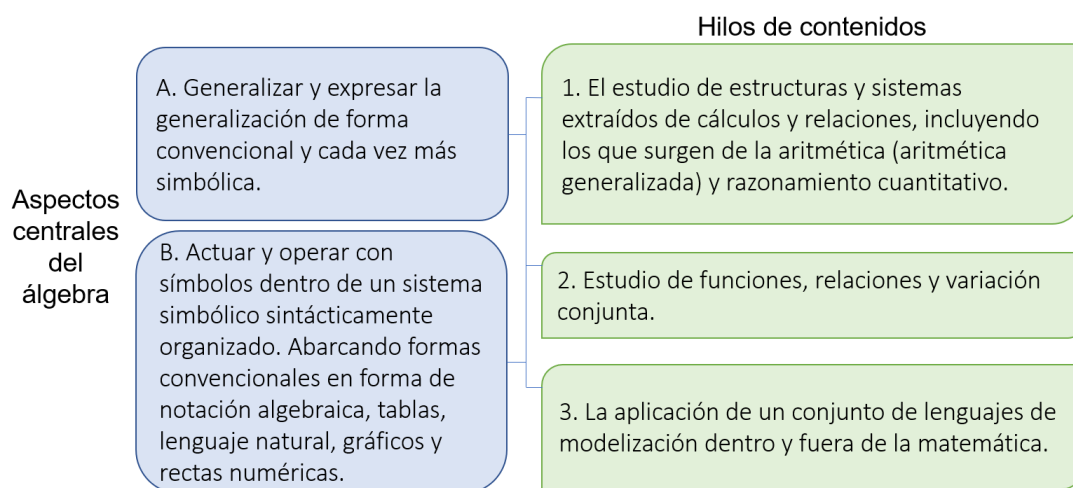 Hilos de contenidos
Aspectos
centrales
del
álgebra
A. Generalizar y expresar la
generalización de forma
convencional y cada vez más
simbólica.
B. Actuar y operar con
símbolos dentro de un sistema
simbólico sintácticamente
organizado. Abarcando formas
convencionales en forma de
notación algebraica, tablas,
lenguaje natural, gráficos y
rectas numéricas.
1. El estudio de estructuras y sistemas
extraídos de cálculos y relaciones, incluyendo
los que surgen de la aritmética (aritmética
generalizada) y razonamiento cuantitativo.
2. Estudio de funciones, relaciones y variación
conjunta.
3. La aplicación de un conjunto de lenguajes de
modelización dentro y fuera de la matemática.